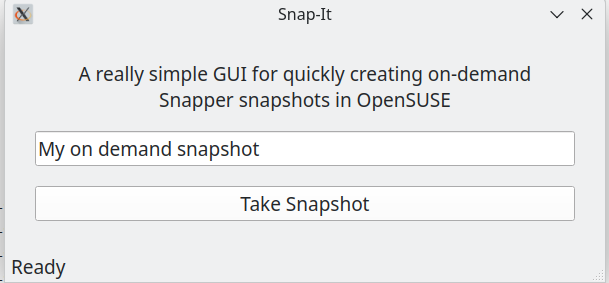 Snap-It
A really simple GUI for quickly creating on-demand
Snapper snapshots in OpenSUSE
My on demand snapshot
Take Snapshot
Ready